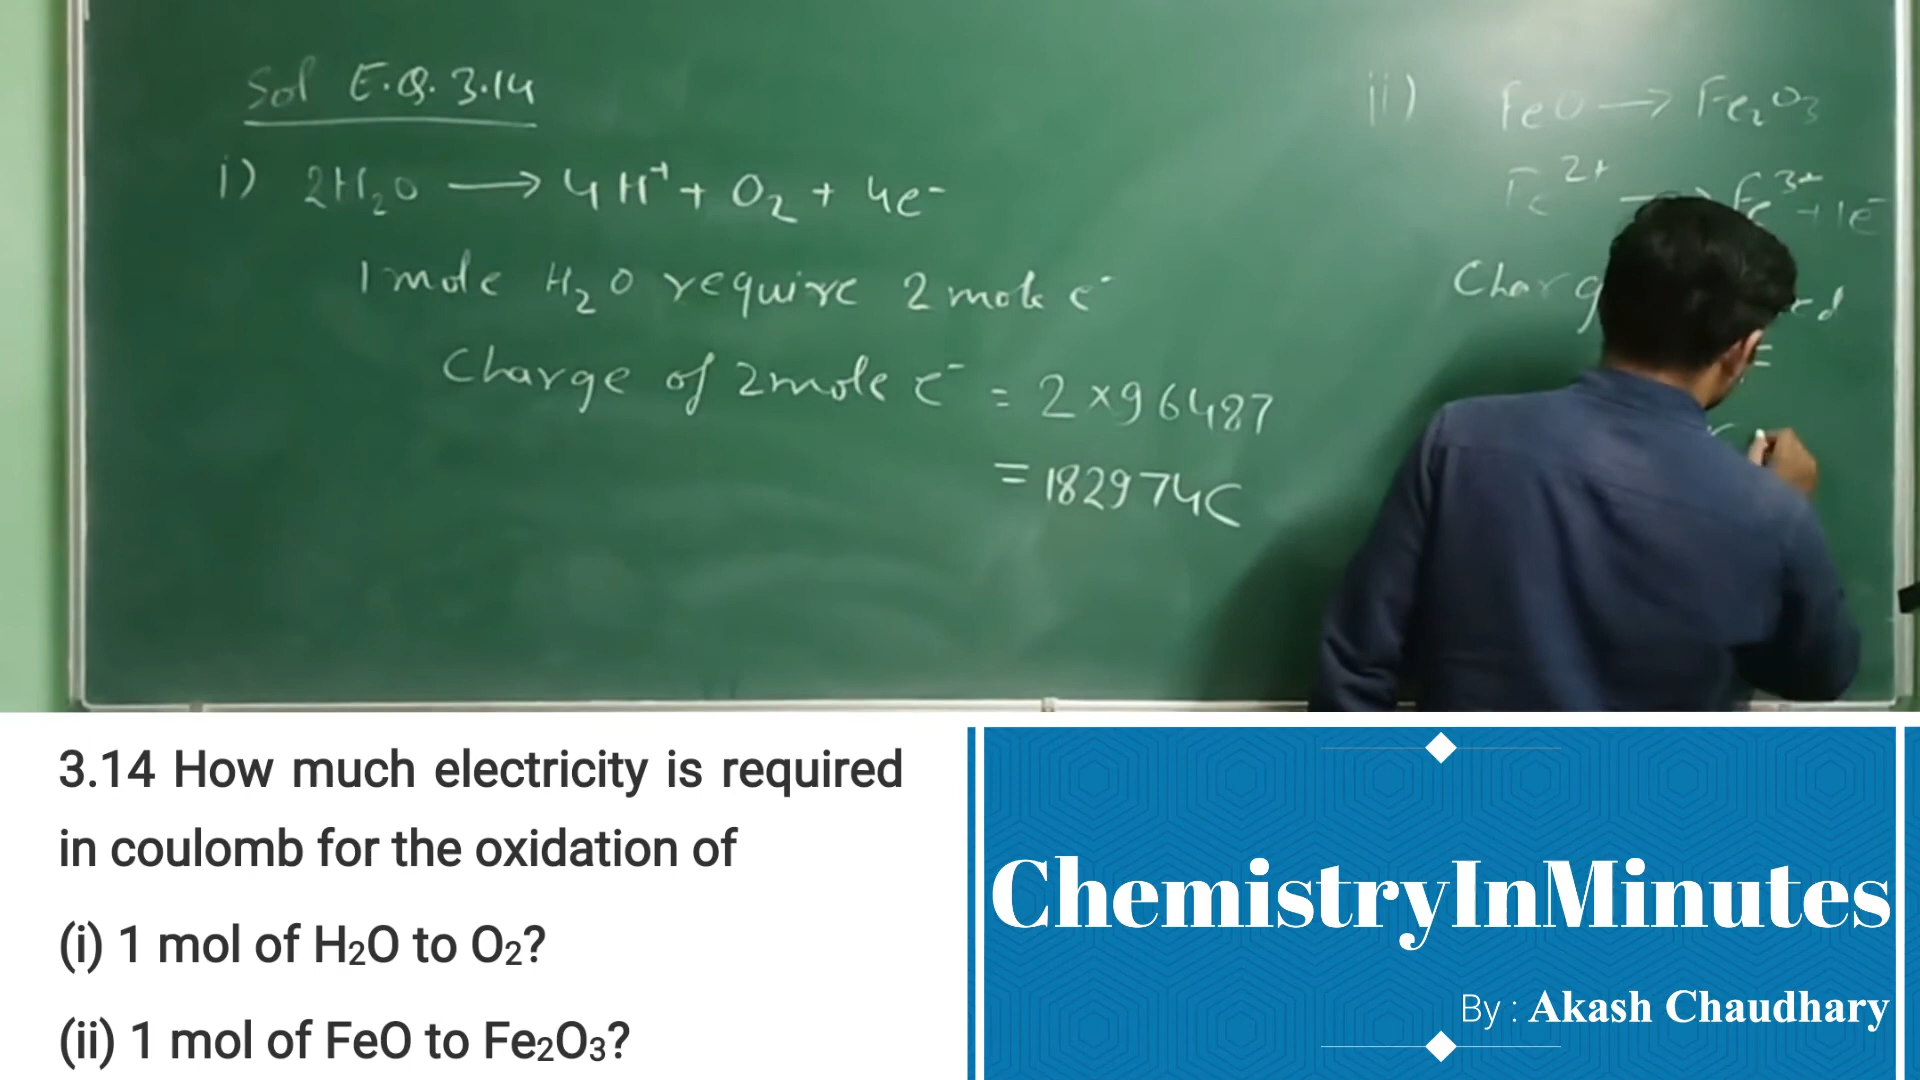 Sol E.Q. 3.14
i) 2H₂O ⟶ 4H⁺ + O₂ + 4e⁻
1 mole H₂O require 2 mole e⁻
Charge of 2 mole e⁻ = 2 × 96487
= 182974C
ii) FeO → Fe₂O₃
Fe²⁺ → Fe³⁺ + 1e⁻
=
3.14 How much electricity is required
in coulomb for the oxidation of
(i) 1 mol of H₂O to O₂?
(ii) 1 mol of FeO to Fe₂O₃?
ChemistryInMinutes
By : Akash Chaudhary